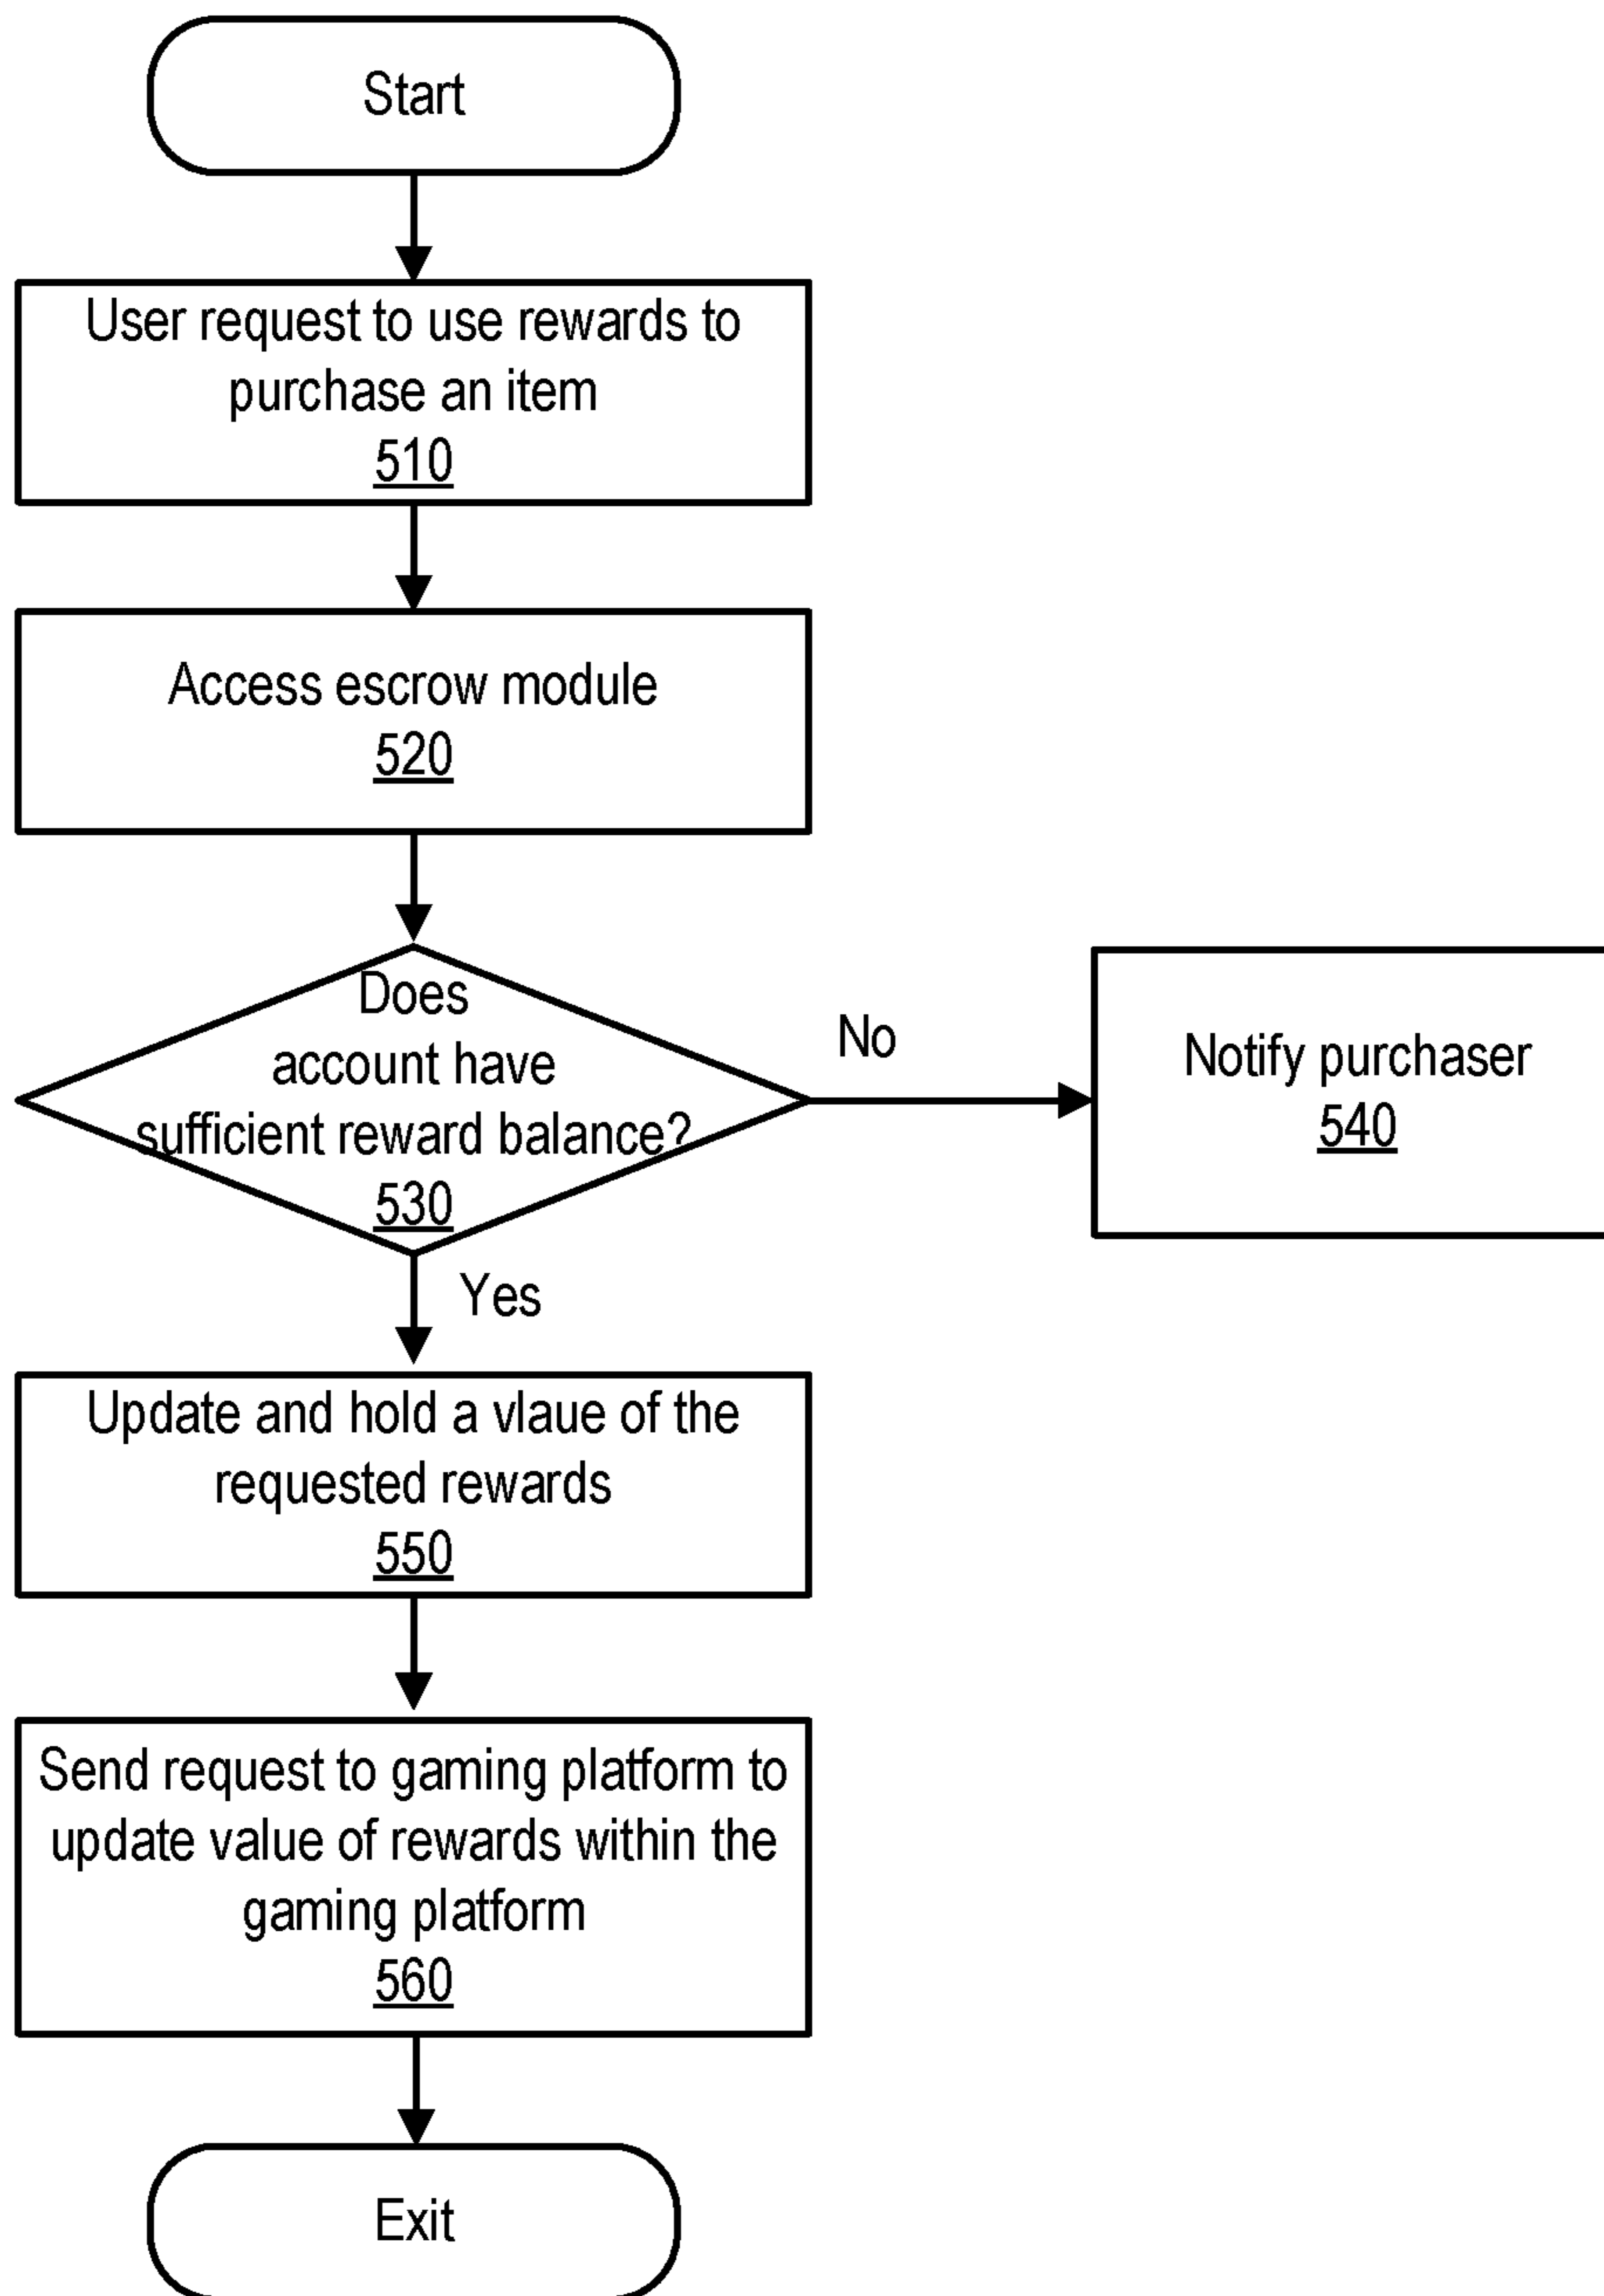 Start
User request to use rewards to
purchase an item
510
Access escrow module
520
Does
account have
sufficient reward balance?
530
No
Notify purchaser
540
Yes
Update and hold a vlaue of the
requested rewards
550
Send request to gaming platform to
update value of rewards within the
gaming platform
560
Exit